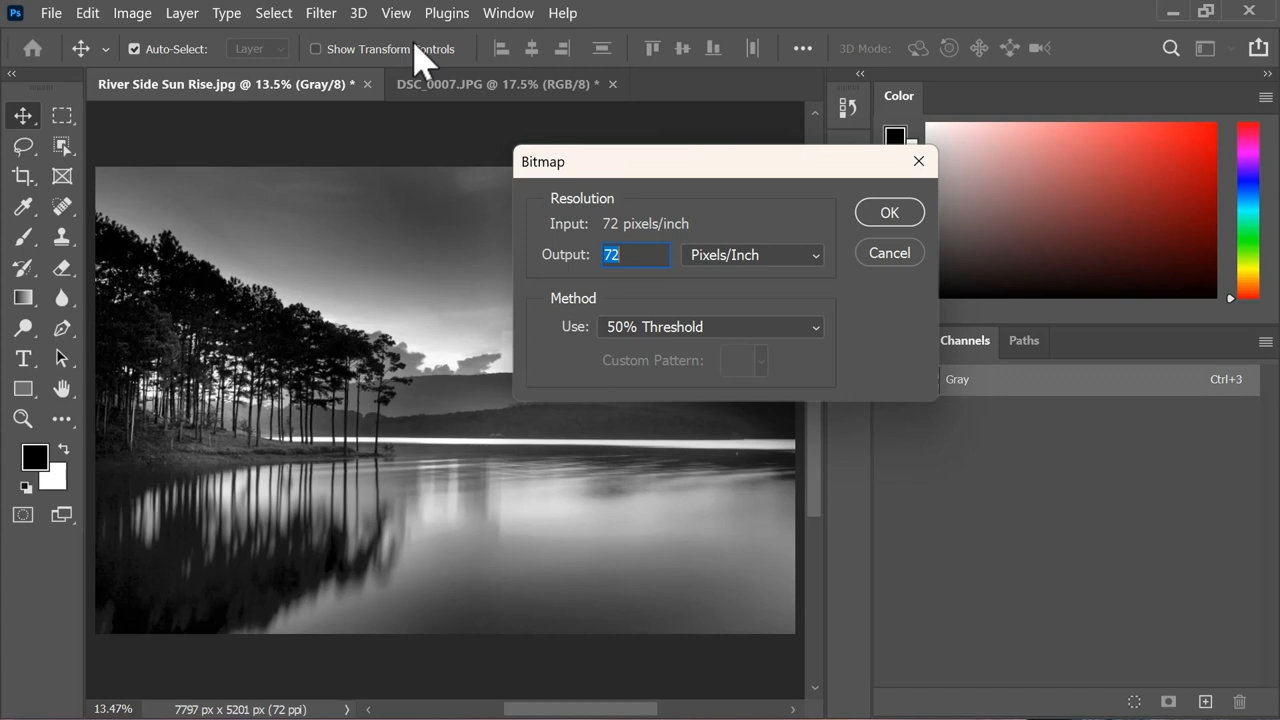 Ps File Edit Image Layer Type Select Filter 3D View Plugins Window Help
Auto-Select: Layer Show Transform Controls 3D Mode:
River Side Sun Rise.jpg @ 13.5% (Gray/8) * DSC_0007.JPG @ 17.5% (RGB/8) *
Color
Bitmap
Resolution
Input: 72 pixels/inch
Output: 72 Pixels/Inch
OK
Cancel
Method
Use: 50% Threshold
Custom Pattern:
Channels Paths
Gray Ctrl+3
13.47% 7797 px x 5201 px (72 ppi)